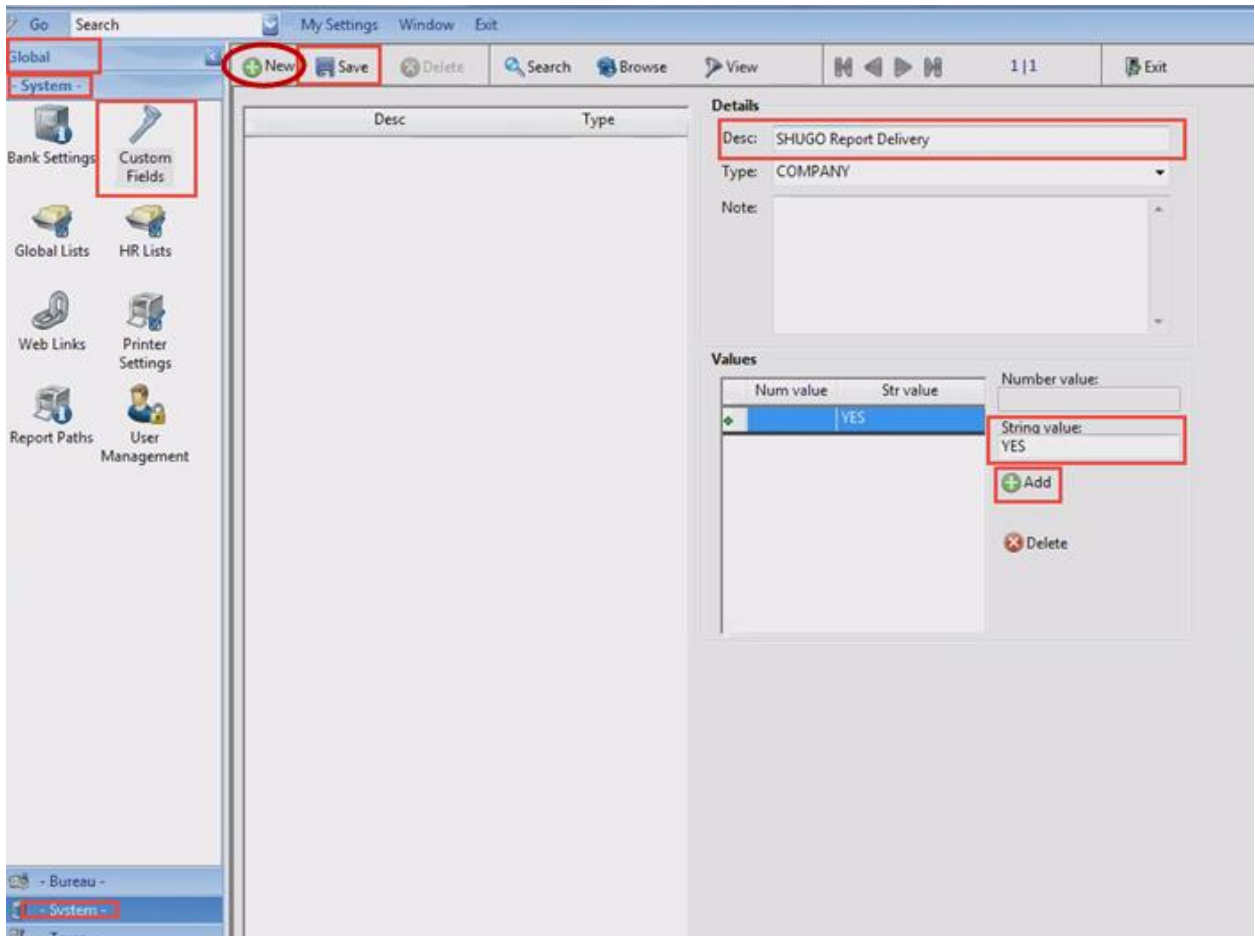 Go Search My Settings Window Exit
Global
- System -
New Save Delete Search Browse View 1|1 Exit
Bank Settings
Custom
Fields
Global Lists
HR Lists
Web Links
Printer
Settings
Report Paths
User
Management
- Bureau -
- System -
Desc Type
Details
Desc: SHUGO Report Delivery
Type: COMPANY
Note:
Values
Num value Str value
YES
Number value:
String value:
YES
Add
Delete